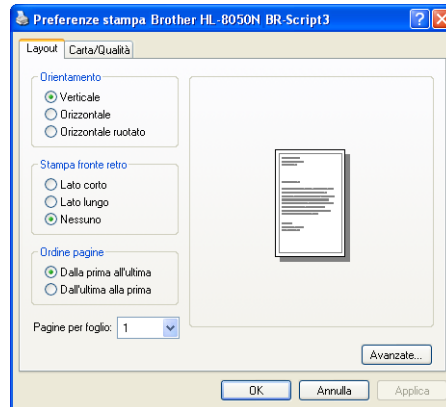 Preferenze stampa Brother HL-8050N BR-Script3
Layout
Carta/Qualità
Orientamento
Verticale
Orizzontale
Orizzontale ruotato
Stampa fronte retro
Lato corto
Lato lungo
Nessuno
Ordine pagine
Dalla prima all'ultima
Dall'ultima alla prima
Pagine per foglio: 1
Avanzate...
OK
Annulla
Applica